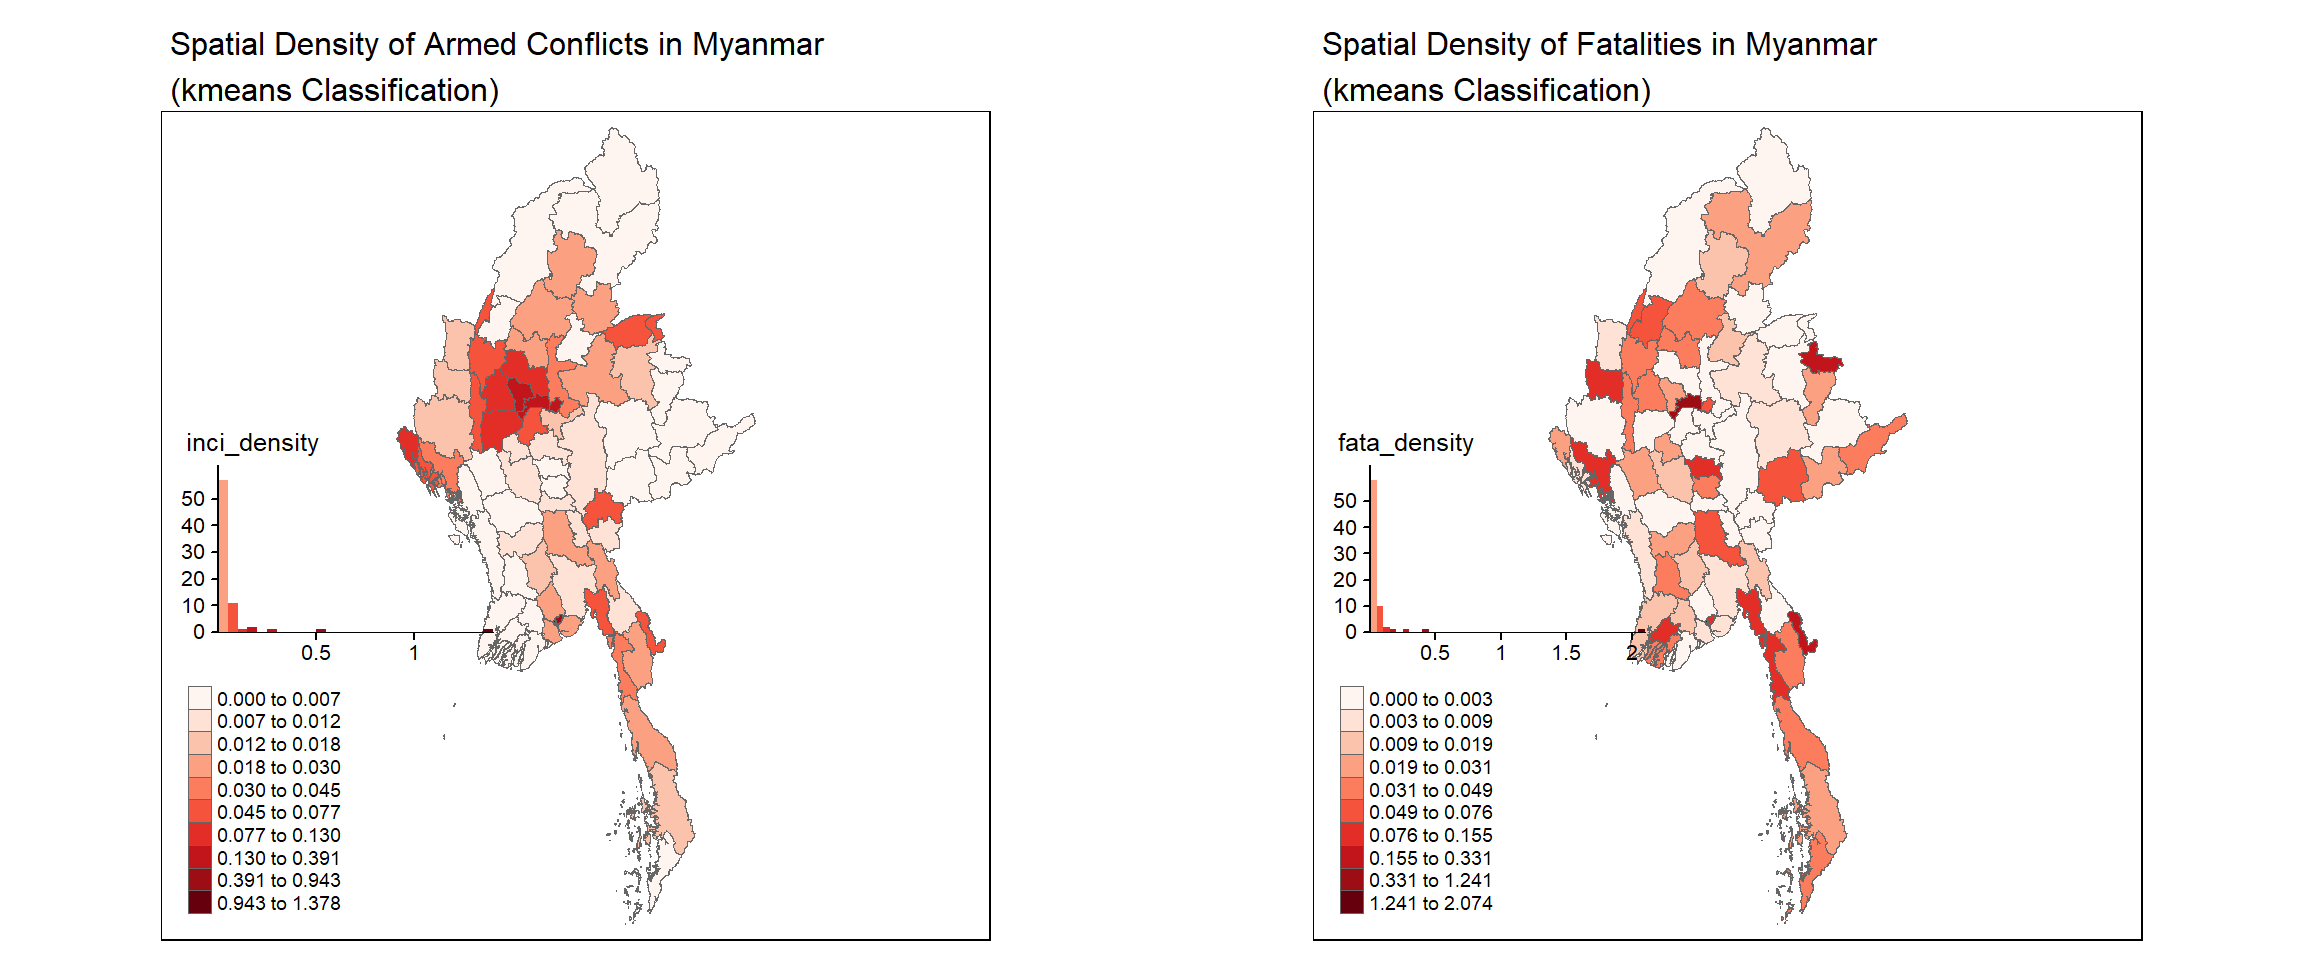 Spatial Density of Armed Conflicts in Myanmar
(kmeans Classification)
inci_density
50
40
30
20
10
0
0.5
1
0.000 to 0.007
0.007 to 0.012
0.012 to 0.018
0.018 to 0.030
0.030 to 0.045
0.045 to 0.077
0.077 to 0.130
0.130 to 0.391
0.391 to 0.943
0.943 to 1.378
Spatial Density of Fatalities in Myanmar
(kmeans Classification)
fata_density
50
40
30
20
10
0
0.5
1
1.5
2
0.000 to 0.003
0.003 to 0.009
0.009 to 0.019
0.019 to 0.031
0.031 to 0.049
0.049 to 0.076
0.076 to 0.155
0.155 to 0.331
0.331 to 1.241
1.241 to 2.074